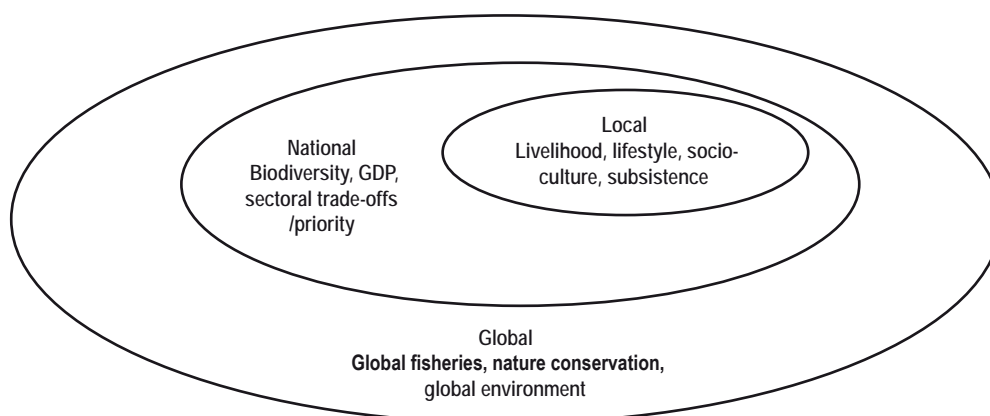 Local
Livelihood, lifestyle, socio-
culture, subsistence
National
Biodiversity, GDP,
sectoral trade-offs
/priority
Global
Global fisheries, nature conservation,
global environment